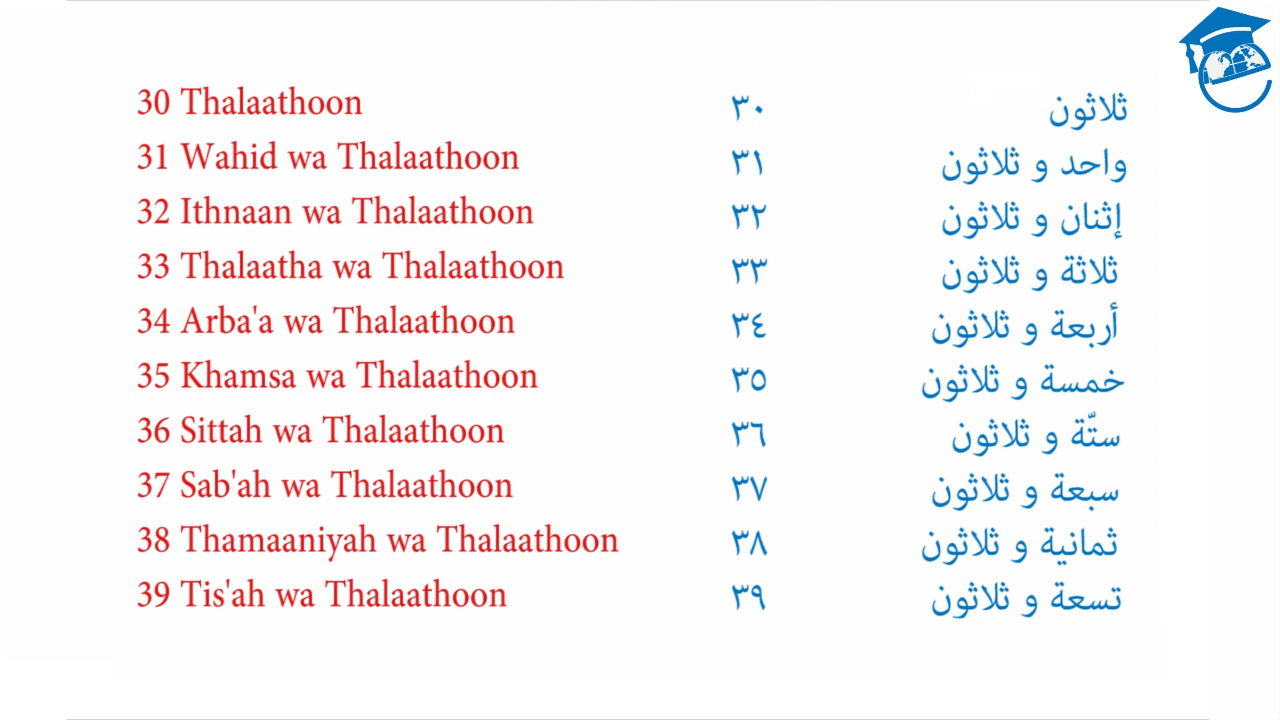 30 Thalaathoon ٣٠ ثلاثون
31 Wahid wa Thalaathoon ٣١ واحد و ثلاثون
32 Ithnaan wa Thalaathoon ٣٢ إثنان و ثلاثون
33 Thalaatha wa Thalaathoon ٣٣ ثلاثة و ثلاثون
34 Arba'a wa Thalaathoon ٣٤ أربعة و ثلاثون
35 Khamsa wa Thalaathoon ٣٥ خمسة و ثلاثون
36 Sittah wa Thalaathoon ٣٦ ستّة و ثلاثون
37 Sab'ah wa Thalaathoon ٣٧ سبعة و ثلاثون
38 Thamaaniyah wa Thalaathoon ٣٨ ثمانية و ثلاثون
39 Tis'ah wa Thalaathoon ٣٩ تسعة و ثلاثون